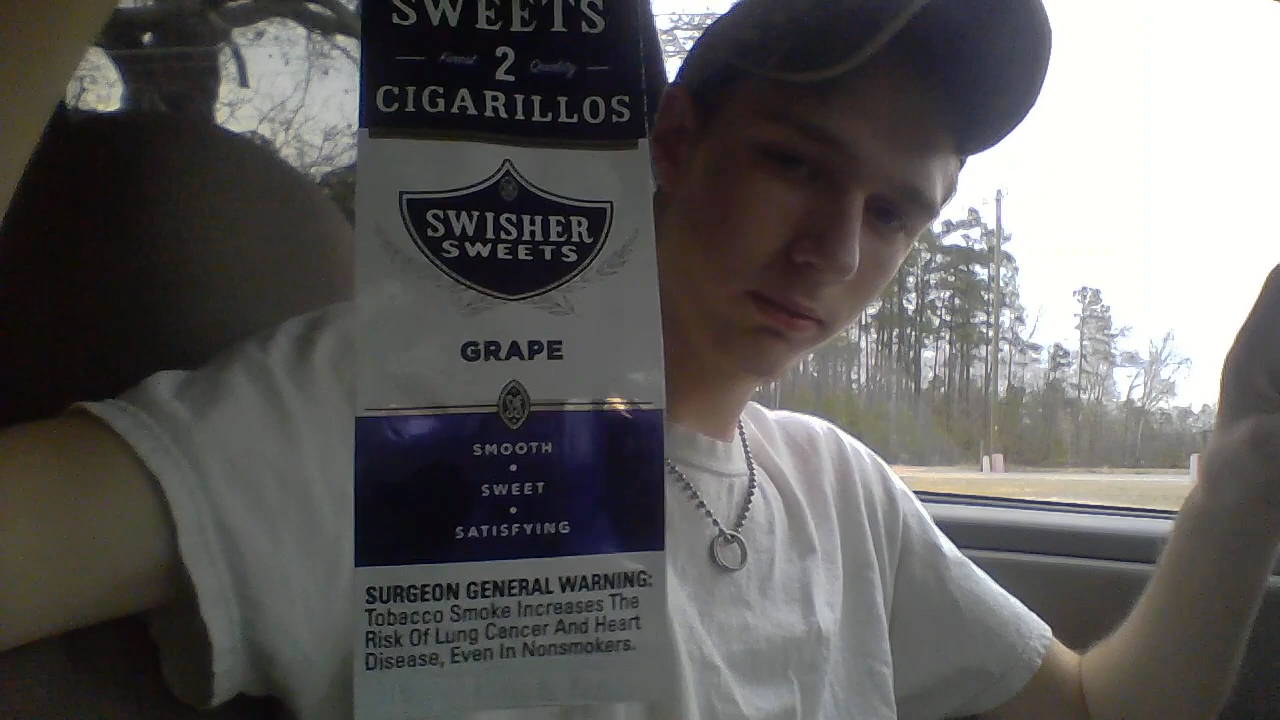 SWEETS
Finest 2 Quality
CIGARILLOS
SWISHER
SWEETS
GRAPE
SMOOTH
•
SWEET
•
SATISFYING
SURGEON GENERAL WARNING:
Tobacco Smoke Increases The
Risk Of Lung Cancer And Heart
Disease, Even In Nonsmokers.